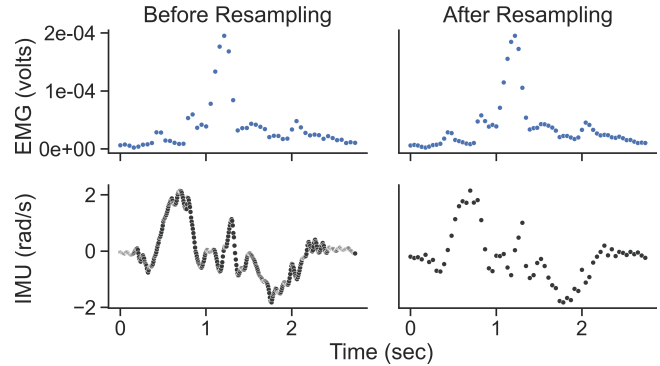 Before Resampling
After Resampling
2e-04
1e-04
0e+00
EMG (volts)
2
0
−2
IMU (rad/s)
0
1
2
0
1
2
Time (sec)